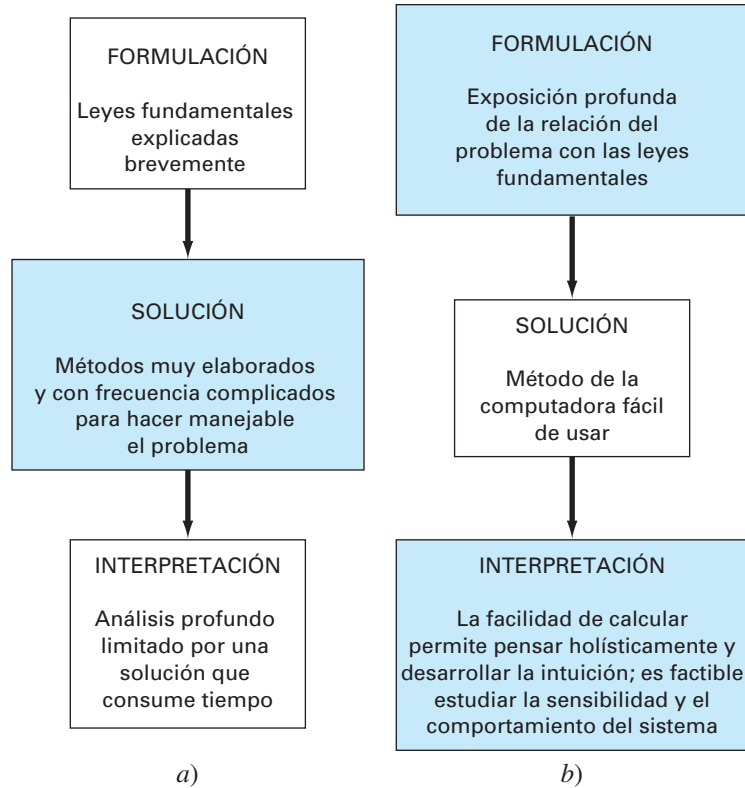 FORMULACIÓN
Leyes fundamentales
explicadas
brevemente
SOLUCIÓN
Métodos muy elaborados
y con frecuencia complicados
para hacer manejable
el problema
INTERPRETACIÓN
Análisis profundo
limitado por una
solución que
consume tiempo
a)
FORMULACIÓN
Exposición profunda
de la relación del
problema con las leyes
fundamentales
SOLUCIÓN
Método de la
computadora fácil
de usar
INTERPRETACIÓN
La facilidad de calcular
permite pensar holísticamente y
desarrollar la intuición; es factible
estudiar la sensibilidad y el
comportamiento del sistema
b)